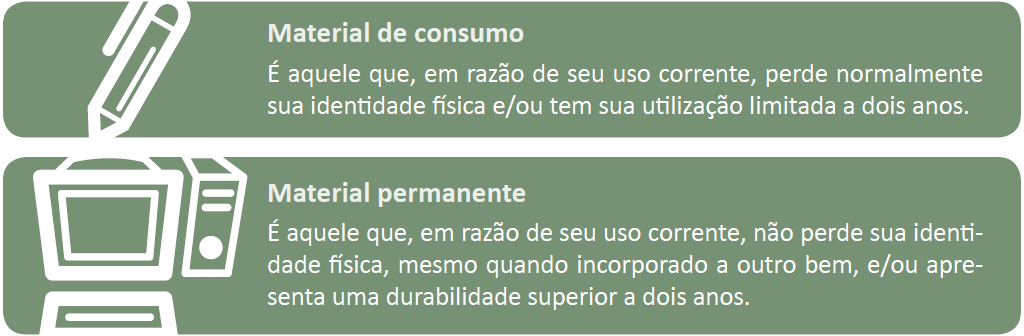 Material de consumo
É aquele que, em razão de seu uso corrente, perde normalmente
sua identidade física e/ou tem sua utilização limitada a dois anos.
Material permanente
É aquele que, em razão de seu uso corrente, não perde sua identi-
dade física, mesmo quando incorporado a outro bem, e/ou apre-
senta uma durabilidade superior a dois anos.